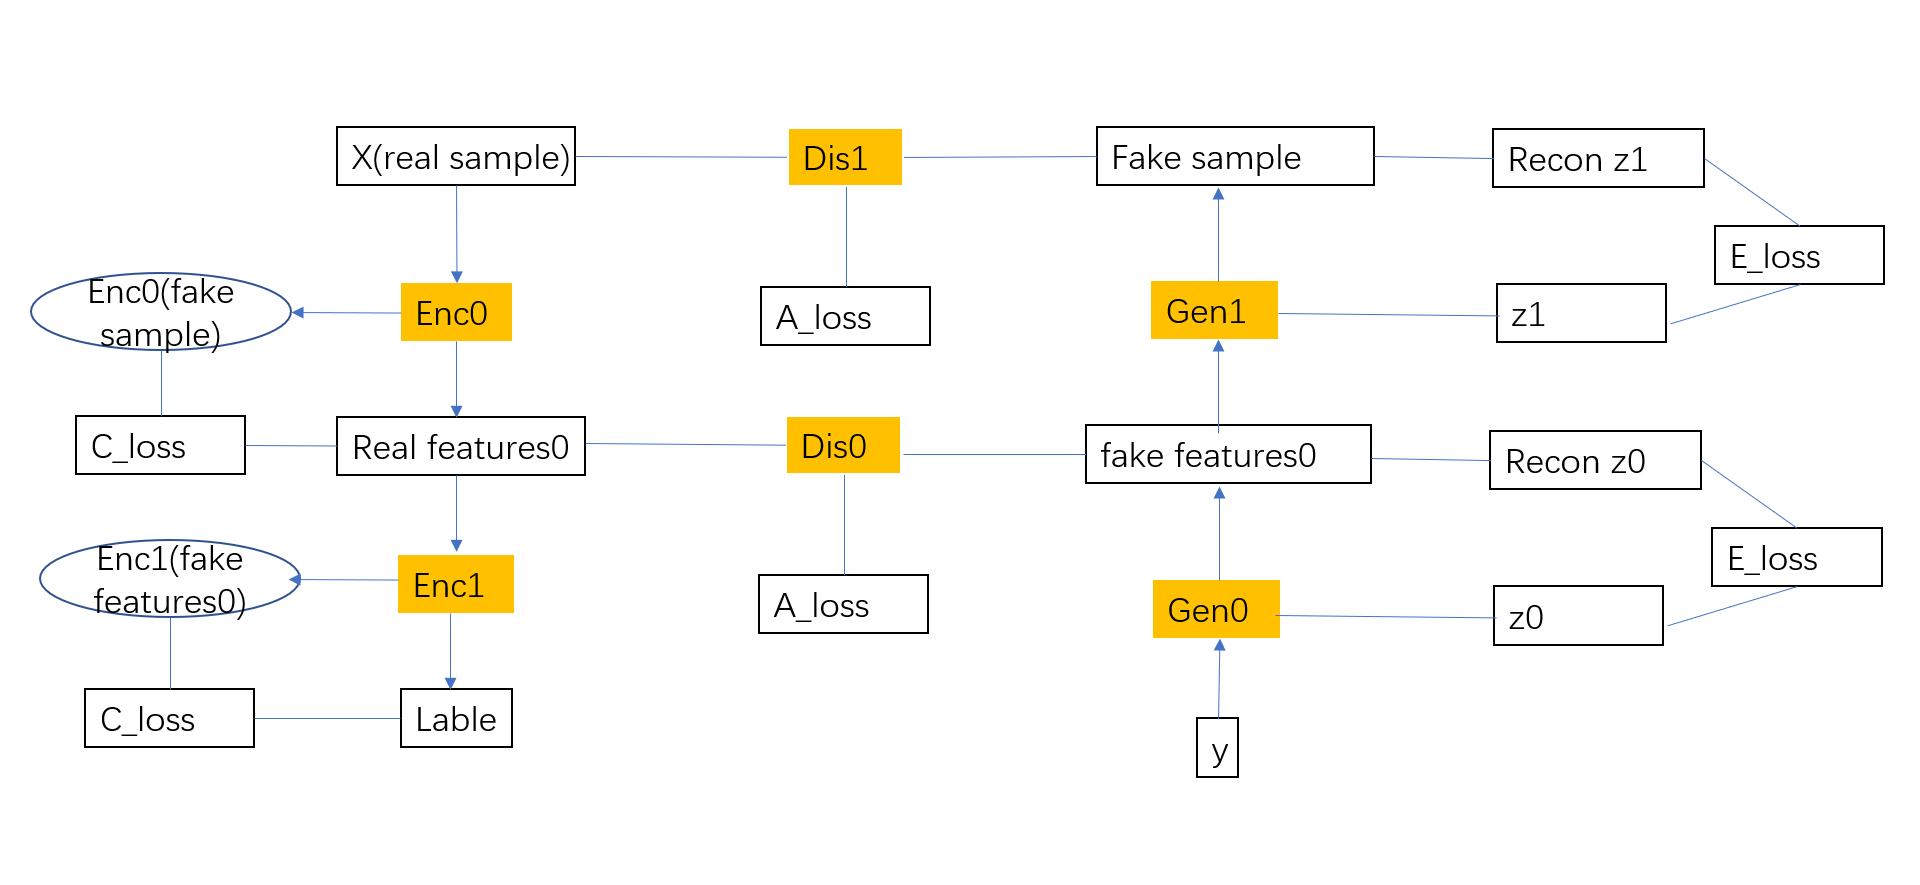 X(real sample)
Dis1
Fake sample
Recon z1
E_loss
Enc0(fake
sample)
Enc0
A_loss
Gen1
z1
C_loss
Real features0
Dis0
fake features0
Recon z0
E_loss
Enc1(fake
features0)
Enc1
A_loss
Gen0
z0
C_loss
Lable
y